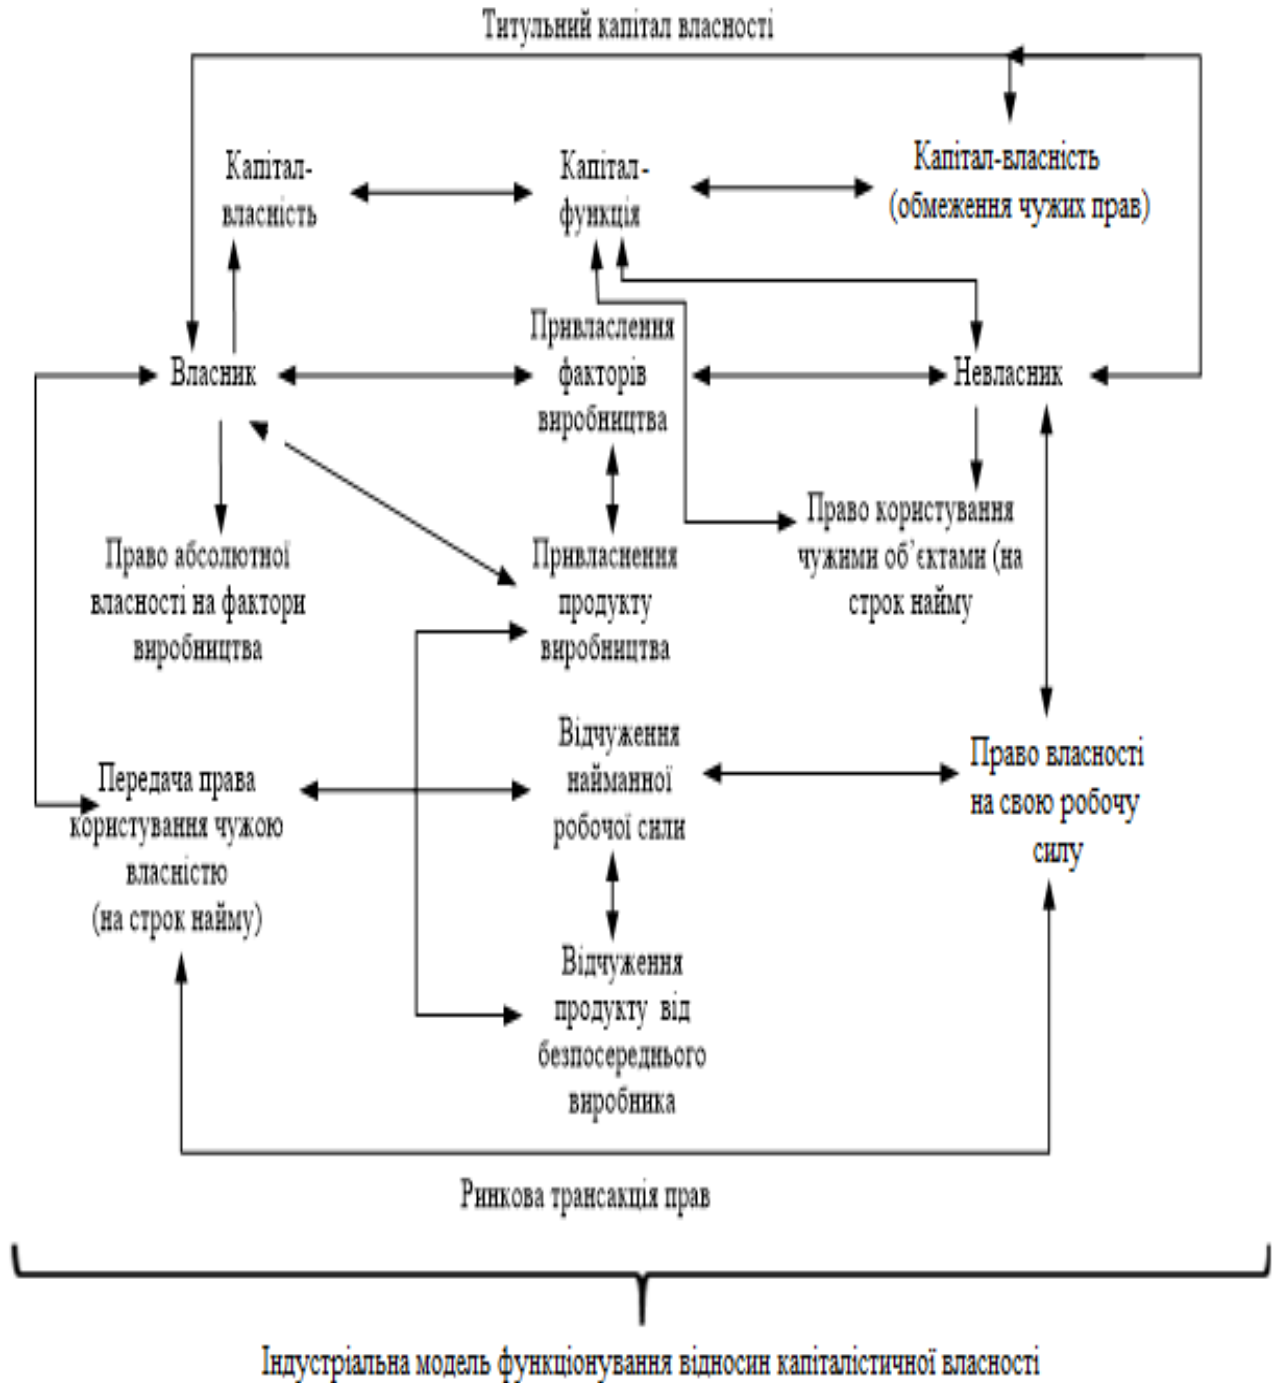 Титульний капітал власності
Капітал-
власність
Капітал-
функція
Капітал-власність
(обмеження чужих прав)
Власник
Привласлення
факторів
виробництва
Невласник
Право абсолютної
власності на фактори
виробництва
Привласнення
продукту
виробництва
Право користування
чужими об’єктами (на
строк найму
Передача права
користування чужою
власністю
(на строк найму)
Відчуження
найманної
робочої сили
Право власності
на свою робочу
силу
Відчуження
продукту від
безпосереднього
виробника
Ринкова трансакція прав
Індустріальна модель функціонування відносин капіталістичної власності